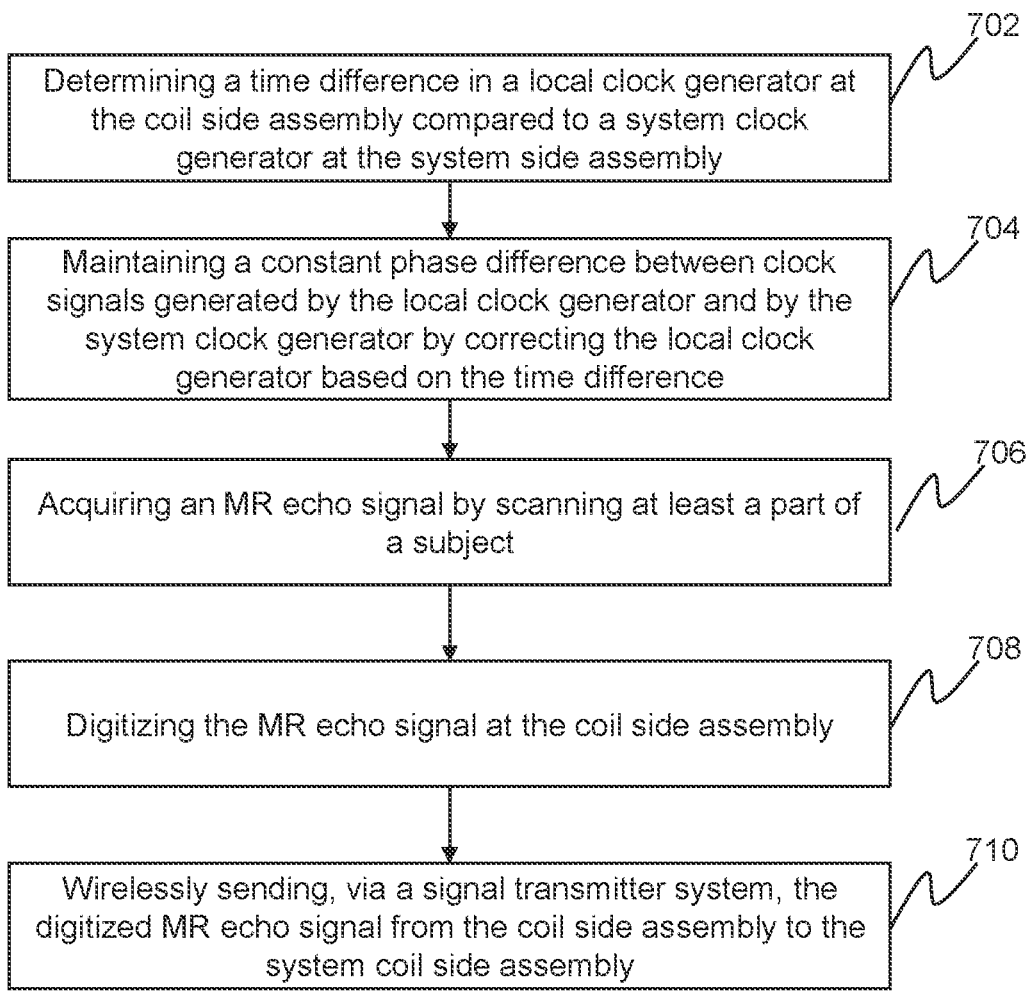 702
Determining a time difference in a local clock generator at
the coil side assembly compared to a system clock
generator at the system side assembly
704
Maintaining a constant phase difference between clock
signals generated by the local clock generator and by the
system clock generator by correcting the local clock
generator based on the time difference
706
Acquiring an MR echo signal by scanning at least a part of
a subject
708
Digitizing the MR echo signal at the coil side assembly
710
Wirelessly sending, via a signal transmitter system, the
digitized MR echo signal from the coil side assembly to the
system coil side assembly